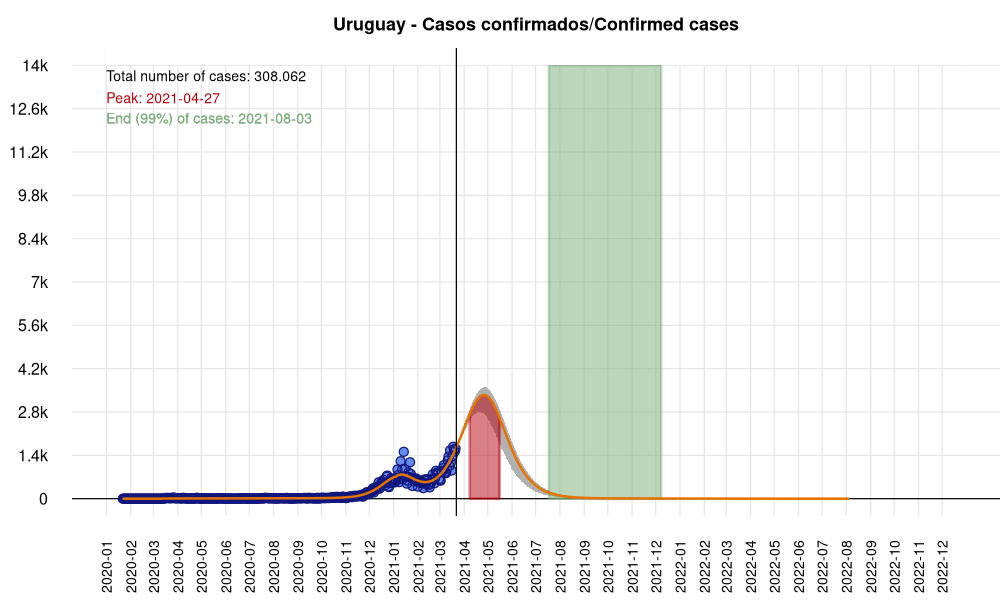 Uruguay - Casos confirmados/Confirmed cases
14k
Total number of cases: 308.062
Peak: 2021-04-27
12.6k
End (99%) of cases: 2021-08-03
11.2k
9.8k
8.4k
7k
5.6k
4.2k
2.8k
1.4k
0
2020-01
2020-02
2020-03
2020-04
2020-05
2020-06
2020-07
2020-08
2020-09
2020-10
2020-11
2020-12
2021-01
2021-02
2021-03
2021-04
2021-05
2021-06
2021-07
2021-08
2021-09
2021-10
2021-11
2021-12
2022-01
2022-02
2022-03
2022-04
2022-05
2022-06
2022-07
2022-08
2022-09
2022-10
2022-11
2022-12